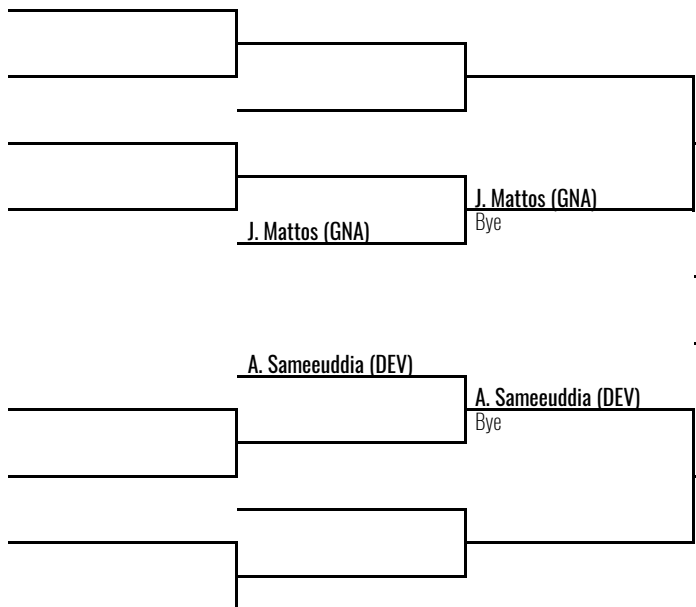 J. Mattos (GNA)
Bye
J. Mattos (GNA)
A. Sameeuddia (DEV)
A. Sameeuddia (DEV)
Bye